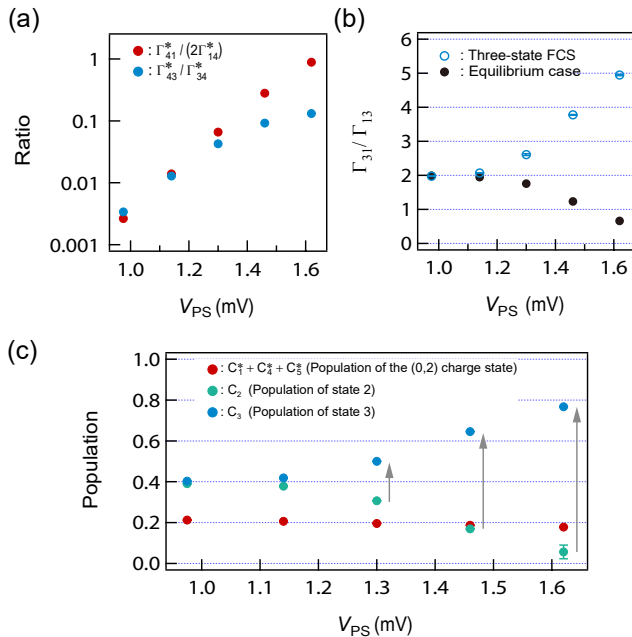 (a)
: Γ*41 / (2Γ*14)
: Γ*43 / Γ*34
1
0.1
0.01
0.001
Ratio
1.0 1.2 1.4 1.6
VPS (mV)
(b)
: Three-state FCS
: Equilibrium case
6
5
4
3
2
1
0
Γ31 / Γ13
1.0 1.2 1.4 1.6
VPS (mV)
(c)
: C*1 + C*4 + C*5 (Population of the (0,2) charge state)
: C2 (Population of state 2)
: C3 (Population of state 3)
1.0
0.8
0.6
0.4
0.2
0.0
Population
1.0 1.1 1.2 1.3 1.4 1.5 1.6
VPS (mV)